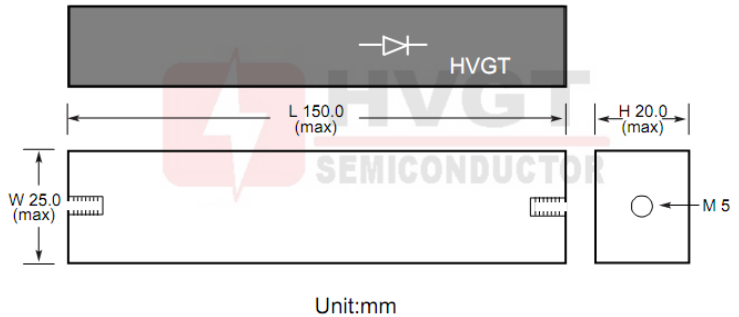 HVGT
HVGT
SEMICONDUCTOR
L 150.0
(max)
H 20.0
(max)
W 25.0
(max)
M 5
Unit:mm